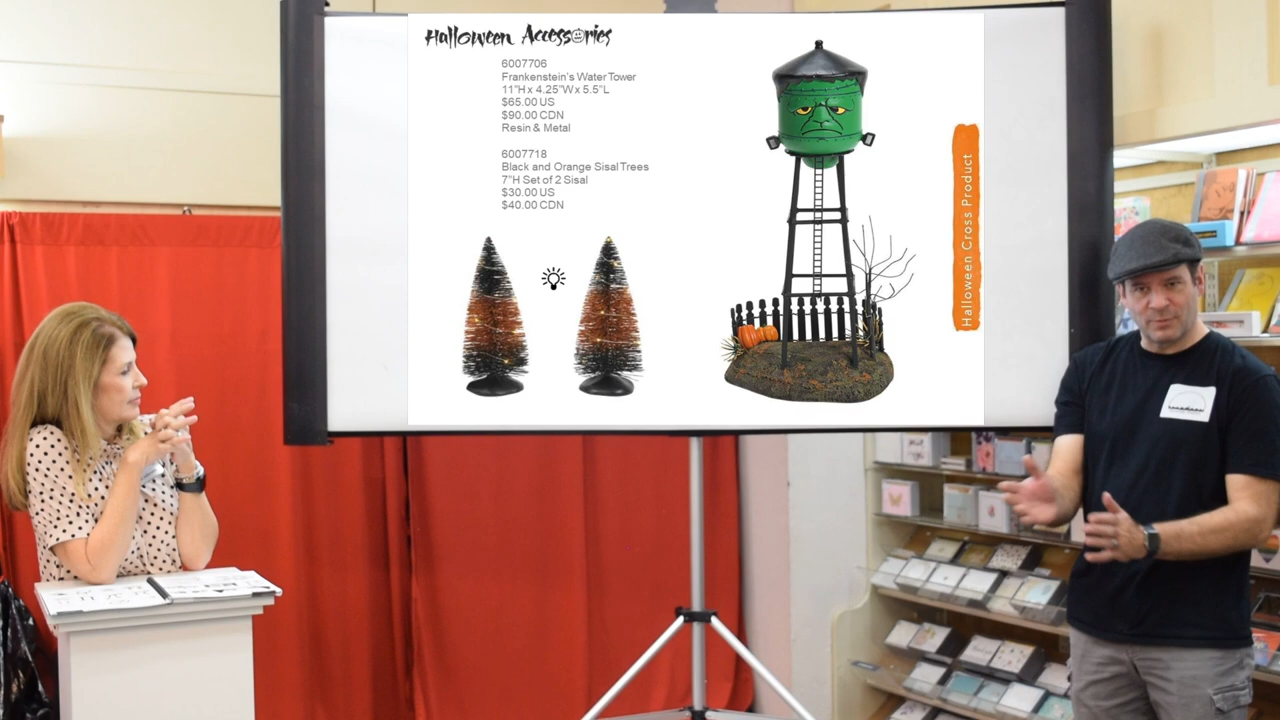 Halloween Accessories
6007706
Frankenstein's Water Tower
11"H x 4.25"W x 5.5"L
$65.00 US
$90.00 CDN
Resin & Metal
6007718
Black and Orange Sisal Trees
7"H Set of 2 Sisal
$30.00 US
$40.00 CDN
Halloween Cross Product